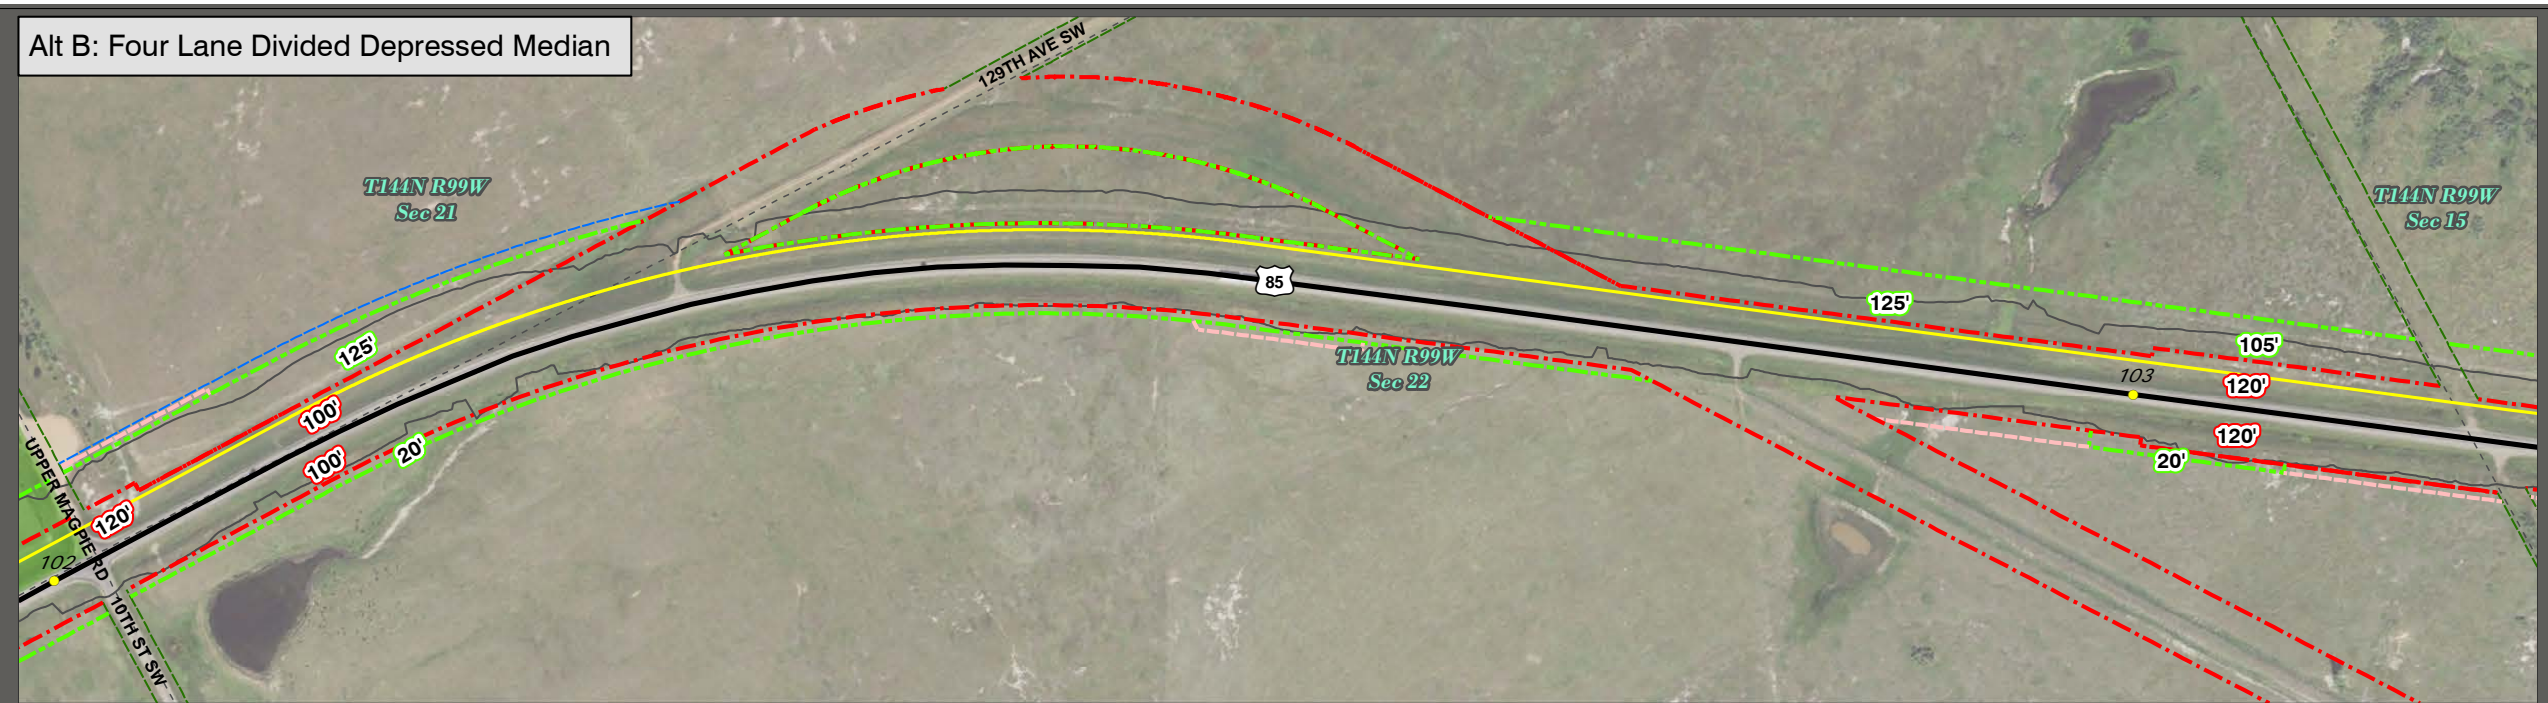 Alt B: Four Lane Divided Depressed Median
129TH AVE SW
T144N R99W
Sec 21
T144N R99W
Sec 15
85
125'
105'
125'
T144N R99W
Sec 22
103
120'
100'
120'
100'
20'
20'
120'
UPPER MAGPIE RD
102
10TH ST SW